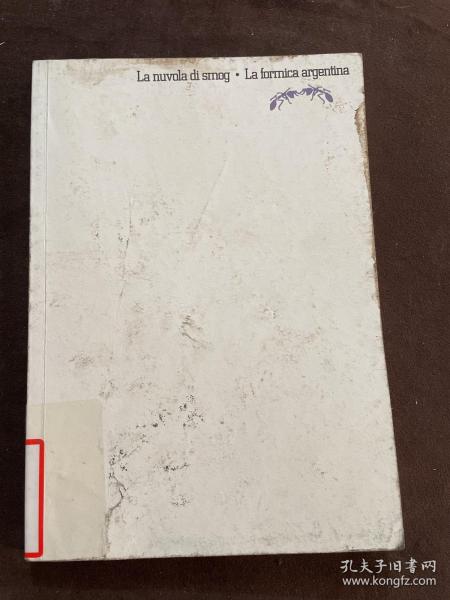 La nuvola di smog • La formica argentina
孔夫子旧书网
www.kongfz.com